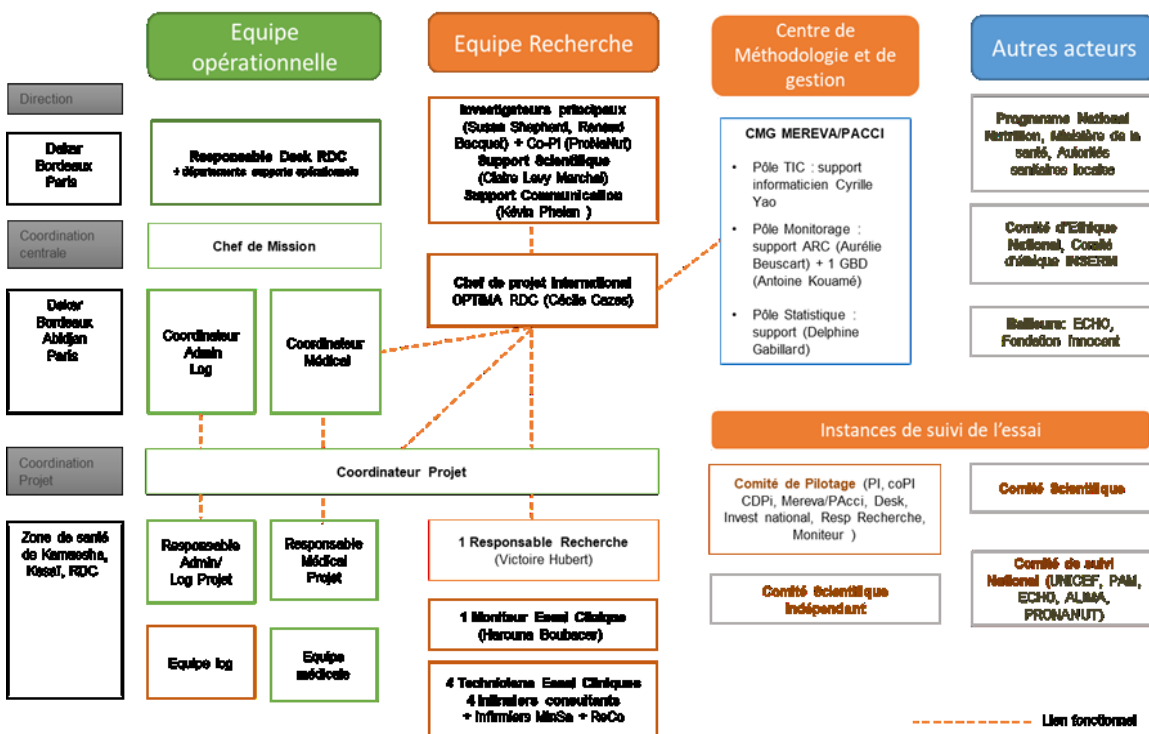 Equipe
opérationnelle
Equipe Recherche
Centre de
Méthodologie et de
gestion
Autres acteurs
Direction
Dakar
Bordeaux
Paris
Responsable Desk RDC
+ départements supports opérationnels
Investigateurs principaux
(Susan Shepherd, Renaud
Becquet) + Co-PI (ProNaNut)
Support Scientifique
(Claire Levy Marchal)
Support Communication
(Kévin Phelan )
CMG MEREVA/PACCI
• Pôle TIC : support
informaticien Cyrille
Yao
• Pôle Monitorage :
support ARC (Aurélie
Beuscart) + 1 GBD
(Antoine Kouamé)
• Pôle Statistique :
support (Delphine
Gabillard)
Programme National
Nutrition, Ministère de la
santé, Autorités
sanitaires locales
Coordination
centrale
Chef de Mission
Comité d'Ethique
National, Comité
d'éthique INSERM
Dakar
Bordeaux
Abidjan
Paris
Coordinateur
Admin
Log
Coordinateur
Médical
Chef de projet International
OPTIMA RDC (Cécile Cazes)
Bailleurs: ECHO,
Fondation Innocent
Instances de suivi de l'essai
Coordination
Projet
Coordinateur Projet
Comité de Pilotage (PI, coPI
CDPi, Mereva/PAcci, Desk,
Invest national, Resp Recherche,
Moniteur )
Comité Scientifique
Zone de santé
de Kamuesha,
Kasaï, RDC
Responsable
Admin/
Log Projet
Responsable
Médical
Projet
1 Responsable Recherche
(Victoire Hubert)
Comité Scientifique
Indépendant
Comité de suivi
National (UNICEF, PAM,
ECHO, ALIMA,
PRONANUT)
Equipe log
Equipe
médicale
1 Moniteur Essai Clinique
(Harouna Boubacar)
4 Techniciens Essai Cliniques
4 Infirmiers consultants
+ Infirmiers MinSa + ReCo
Lien fonctionnel